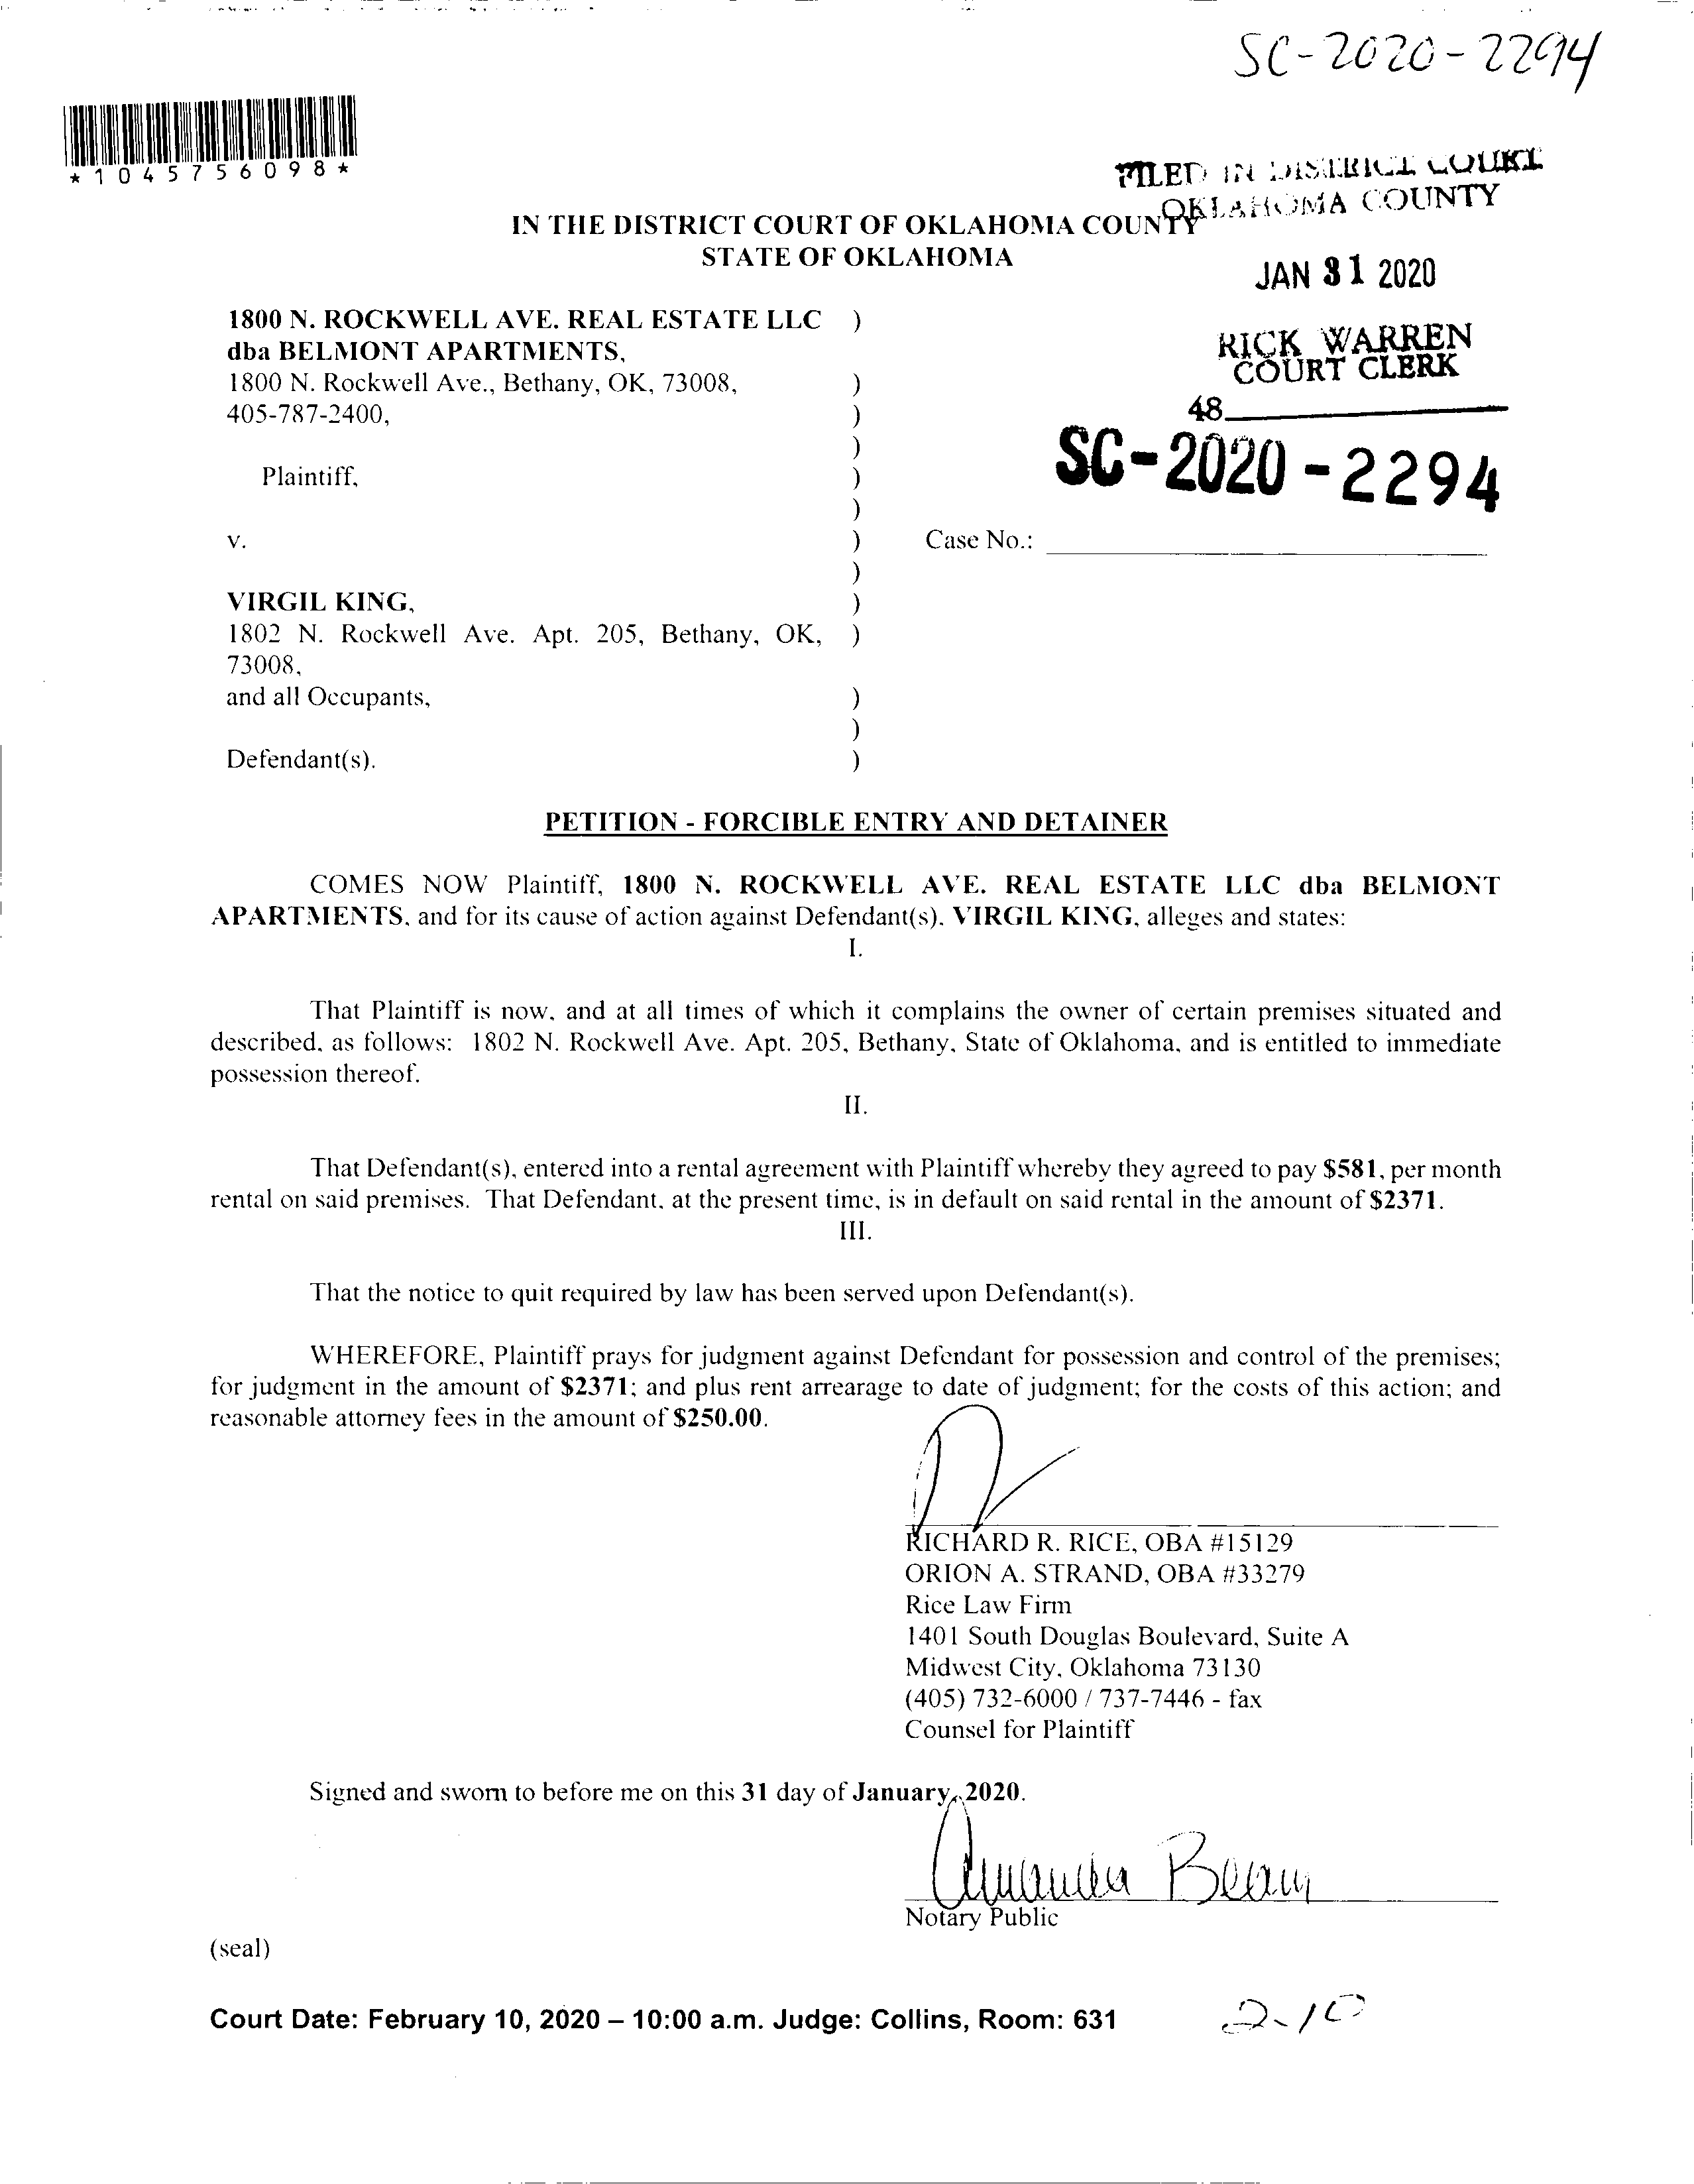 SC-2020-2294
*1045756098*
FILED IN DISTRICT COURT
OKLAHOMA COUNTY
IN THE DISTRICT COURT OF OKLAHOMA COUNTY
STATE OF OKLAHOMA
JAN 31 2020
1800 N. ROCKWELL AVE. REAL ESTATE LLC )
dba BELMONT APARTMENTS,
1800 N. Rockwell Ave., Bethany, OK, 73008, )
405-787-2400, )
)
Plaintiff, )
)
v. )
)
VIRGIL KING, )
1802 N. Rockwell Ave. Apt. 205, Bethany, OK, )
73008,
and all Occupants, )
)
Defendant(s). )
RICK WARREN
COURT CLERK
48
SC-2020-2294
Case No.:
PETITION - FORCIBLE ENTRY AND DETAINER
COMES NOW Plaintiff, 1800 N. ROCKWELL AVE. REAL ESTATE LLC dba BELMONT
APARTMENTS, and for its cause of action against Defendant(s). VIRGIL KING, alleges and states:
I.
That Plaintiff is now, and at all times of which it complains the owner of certain premises situated and
described, as follows: 1802 N. Rockwell Ave. Apt. 205, Bethany, State of Oklahoma, and is entitled to immediate
possession thereof.
II.
That Defendant(s), entered into a rental agreement with Plaintiff whereby they agreed to pay $581, per month
rental on said premises. That Defendant, at the present time, is in default on said rental in the amount of $2371.
III.
That the notice to quit required by law has been served upon Defendant(s).
WHEREFORE, Plaintiff prays for judgment against Defendant for possession and control of the premises;
for judgment in the amount of $2371; and plus rent arrearage to date of judgment; for the costs of this action; and
reasonable attorney fees in the amount of $250.00.
RICHARD R. RICE, OBA #15129
ORION A. STRAND, OBA #33279
Rice Law Firm
1401 South Douglas Boulevard, Suite A
Midwest City, Oklahoma 73130
(405) 732-6000 / 737-7446 - fax
Counsel for Plaintiff
Signed and sworn to before me on this 31 day of January, 2020.
Amanda Beam
Notary Public
(seal)
Court Date: February 10, 2020 – 10:00 a.m. Judge: Collins, Room: 631
2-10